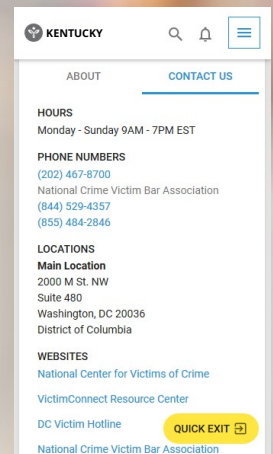 KENTUCKY
ABOUT
CONTACT US
HOURS
Monday - Sunday 9AM - 7PM EST
PHONE NUMBERS
(202) 467-8700
National Crime Victim Bar Association
(844) 529-4357
(855) 484-2846
LOCATIONS
Main Location
2000 M St. NW
Suite 480
Washington, DC 20036
District of Columbia
WEBSITES
National Center for Victims of Crime
VictimConnect Resource Center
DC Victim Hotline
QUICK EXIT
National Crime Victim Bar Association